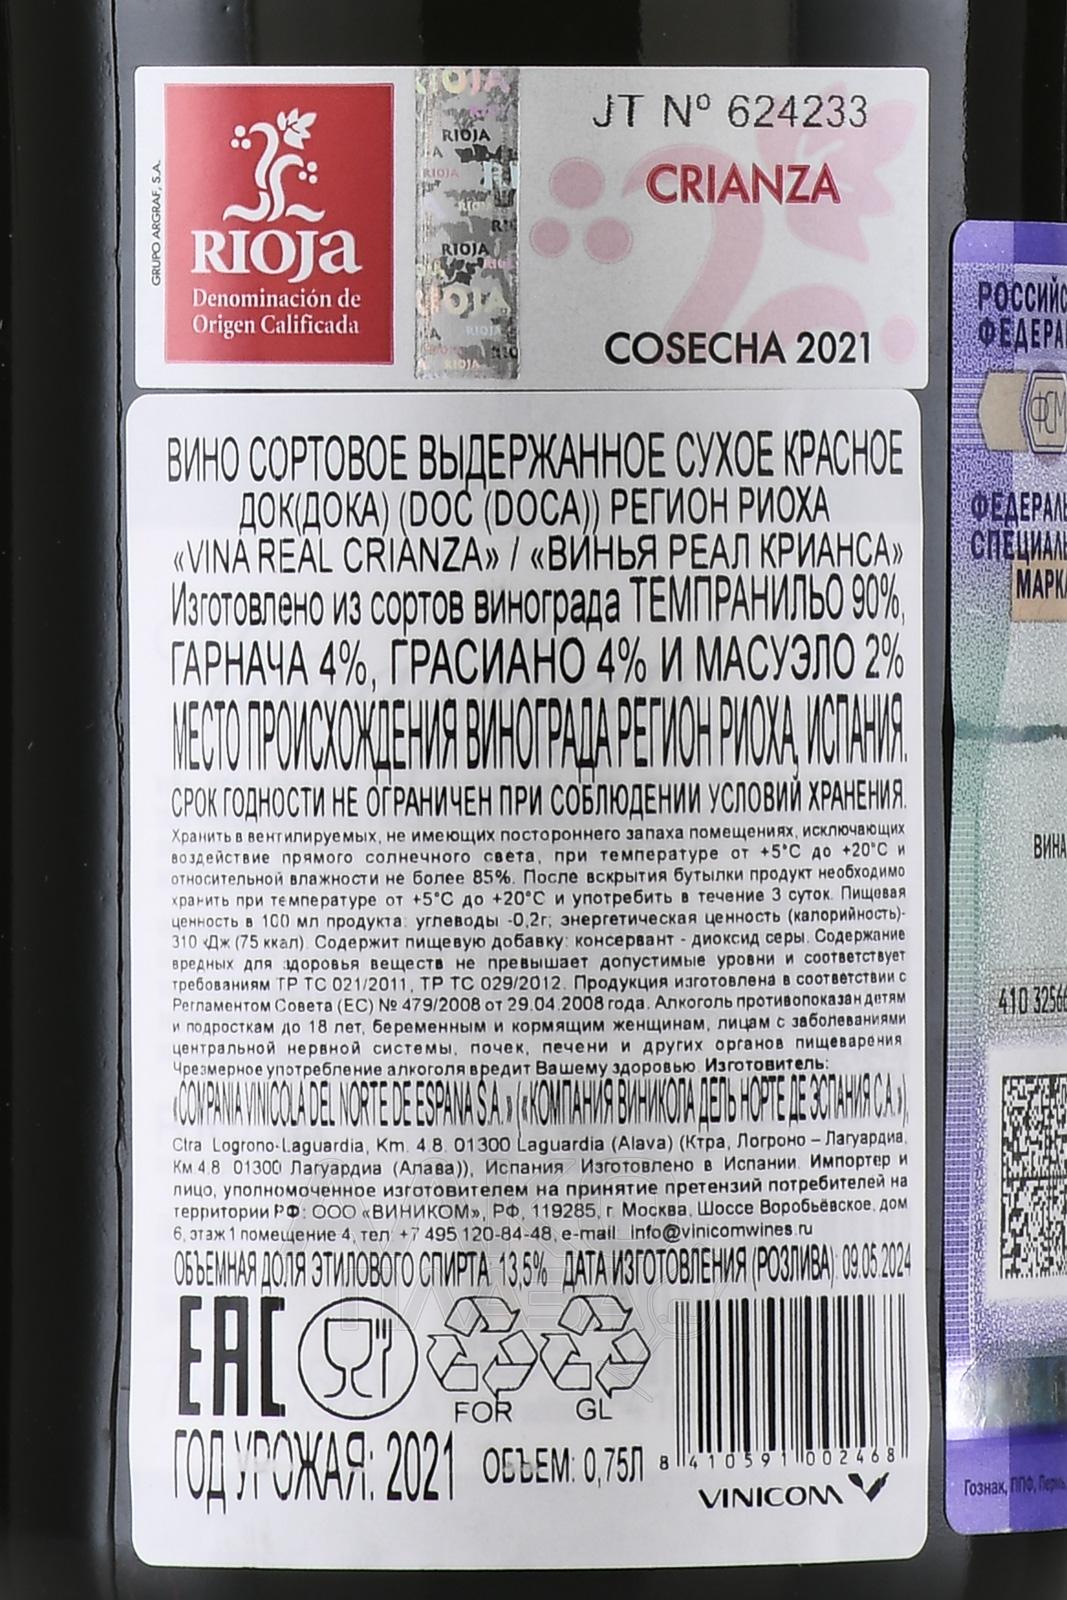 GRUPO ARGRAF, S.A.
RIOJA
Denominación de
Origen Calificada
RIOJA
RIOJA
RIOJA
JT Nº 624233
CRIANZA
COSECHA 2021
ВИНО СОРТОВОЕ ВЫДЕРЖАННОЕ СУХОЕ КРАСНОЕ
ДОК(ДОКА) (DOC (DOCA)) РЕГИОН РИОХА
«VINA REAL CRIANZA» / «ВИНЬЯ РЕАЛ КРИАНСА»
Изготовлено из сортов винограда ТЕМПРАНИЛЬО 90%,
ГАРНАЧА 4%, ГРАСИАНО 4% И МАСУЭЛО 2%
МЕСТО ПРОИСХОЖДЕНИЯ ВИНОГРАДА РЕГИОН РИОХА, ИСПАНИЯ.
СРОК ГОДНОСТИ НЕ ОГРАНИЧЕН ПРИ СОБЛЮДЕНИИ УСЛОВИЙ ХРАНЕНИЯ.
Хранить в вентилируемых, не имеющих постороннего запаха помещениях, исключающих
воздействие прямого солнечного света, при температуре от +5°С до +20°С и
относительной влажности не более 85%. После вскрытия бутылки продукт необходимо
хранить при температуре от +5°С до +20°С и употребить в течение 3 суток. Пищевая
ценность в 100 мл продукта: углеводы -0,2г; энергетическая ценность (калорийность)-
310 кДж (75 ккал). Содержит пищевую добавку: консервант - диоксид серы. Содержание
вредных для здоровья веществ не превышает допустимые уровни и соответствует
требованиям ТР ТС 021/2011, ТР ТС 029/2012. Продукция изготовлена в соответствии с
Регламентом Совета (ЕС) № 479/2008 от 29.04.2008 года. Алкоголь противопоказан детям
и подросткам до 18 лет, беременным и кормящим женщинам, лицам с заболеваниями
центральной нервной системы, почек, печени и других органов пищеварения.
Чрезмерное употребление алкоголя вредит Вашему здоровью. Изготовитель:
«COMPANIA VINICOLA DEL NORTE DE ESPANA S.A.» / («КОМПАНИЯ ВИНИКОЛА ДЕЛЬ НОРТЕ ДЕ ЭСПАНИЯ С.А.»),
Ctra Logrono-Laguardia, Km. 4.8. 01300 Laguardia (Alava) (Ктра, Логроно – Лагуардиа,
Км 4.8 01300 Лагуардиа (Алава)), Испания. Изготовлено в Испании. Импортер и
лицо, уполномоченное изготовителем на принятие претензий потребителей на
территории РФ: ООО «ВИНИКОМ», РФ, 119285, г. Москва, Шоссе Воробьёвское, дом
6, этаж 1 помещение 4, тел: +7 495 120-84-48, e-mail: info@vinicomwines.ru
ОБЪЕМНАЯ ДОЛЯ ЭТИЛОВОГО СПИРТА: 13,5% ДАТА ИЗГОТОВЛЕНИЯ (РОЗЛИВА): 09.05.2024
EAC
FOR
GL
ГОД УРОЖАЯ: 2021 ОБЪЕМ: 0,75Л
8 410591 002468
VINICOM
РОССИЙС
ФЕДЕРА
ФСМ
ФЕДЕРАЛЬ
СПЕЦИАЛЬ
МАРКА
ВИНА
410 3256
Гознак, ППФ, Пермь